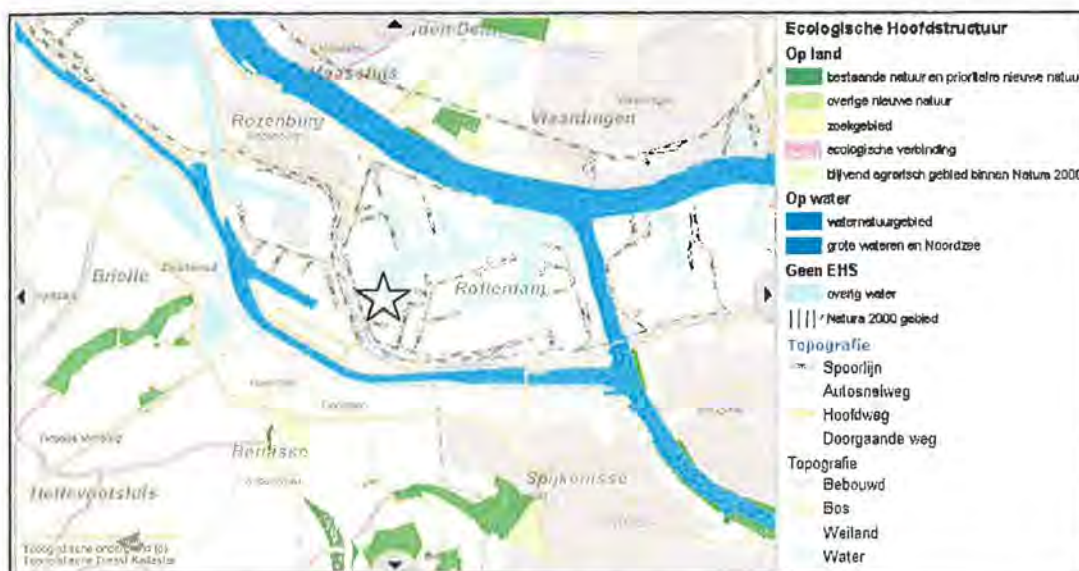 Ecologische Hoofdstructuur
Op land
bestaande natuur en prioritaire nieuwe natuur
overige nieuwe natuur
zoekgebied
ecologische verbinding
blijvend agrarisch gebied binnen Natura 2000
Op water
waternatuurgebied
grote wateren en Noordzee
Geen EHS
overig water
Natura 2000 gebied
Topografie
Spoorlijn
Autosnelweg
Hoofdweg
Doorgaande weg
Topografie
Bebouwd
Bos
Weiland
Water
Maassluis
Rozenburg
Vlaardingen
Brielle
Rotterdam
Spijkenisse
Hellevoetsluis